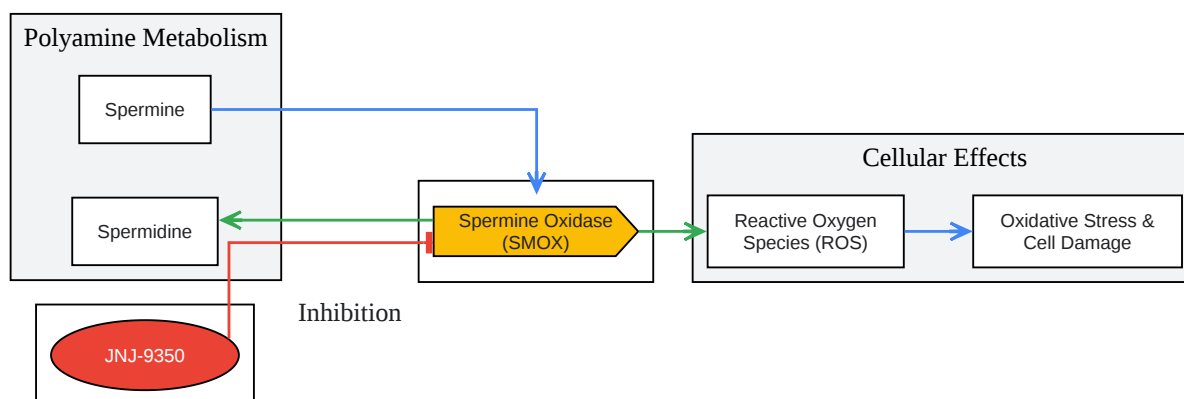 Polyamine Metabolism
Spermine
Spermidine
JNJ-9350
Inhibition
Spermine Oxidase
(SMOX)
Cellular Effects
Reactive Oxygen
Species (ROS)
Oxidative Stress &
Cell Damage